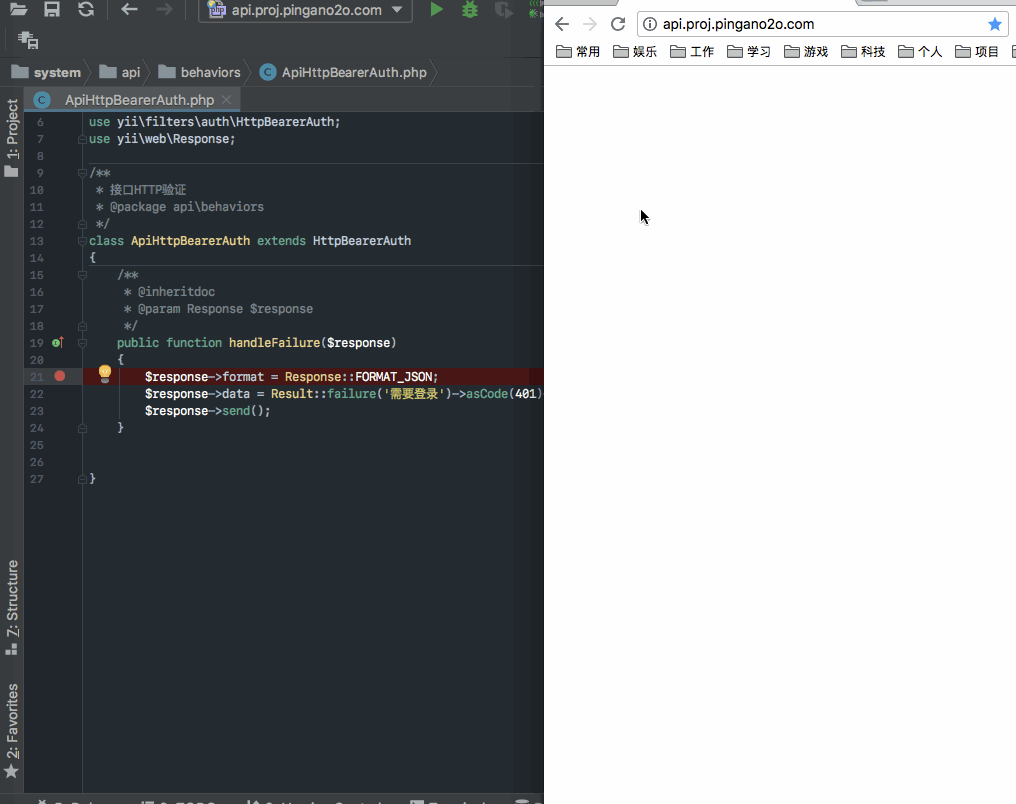 api.proj.pingano2o.com
system
api
behaviors
ApiHttpBearerAuth.php
1: Project
ApiHttpBearerAuth.php
6 use yii\filters\auth\HttpBearerAuth;
7 use yii\web\Response;
8
9 /**
10 * 接口HTTP验证
11 * @package api\behaviors
12 */
13 class ApiHttpBearerAuth extends HttpBearerAuth
14 {
15 /**
16 * @inheritdoc
17 * @param Response $response
18 */
19 public function handleFailure($response)
20 {
21 $response->format = Response::FORMAT_JSON;
22 $response->data = Result::failure('需要登录')->asCode(401)
23 $response->send();
24 }
25
26
27 }
7: Structure
2: Favorites
api.proj.pingano2o.com
常用
娱乐
工作
学习
游戏
科技
个人
项目